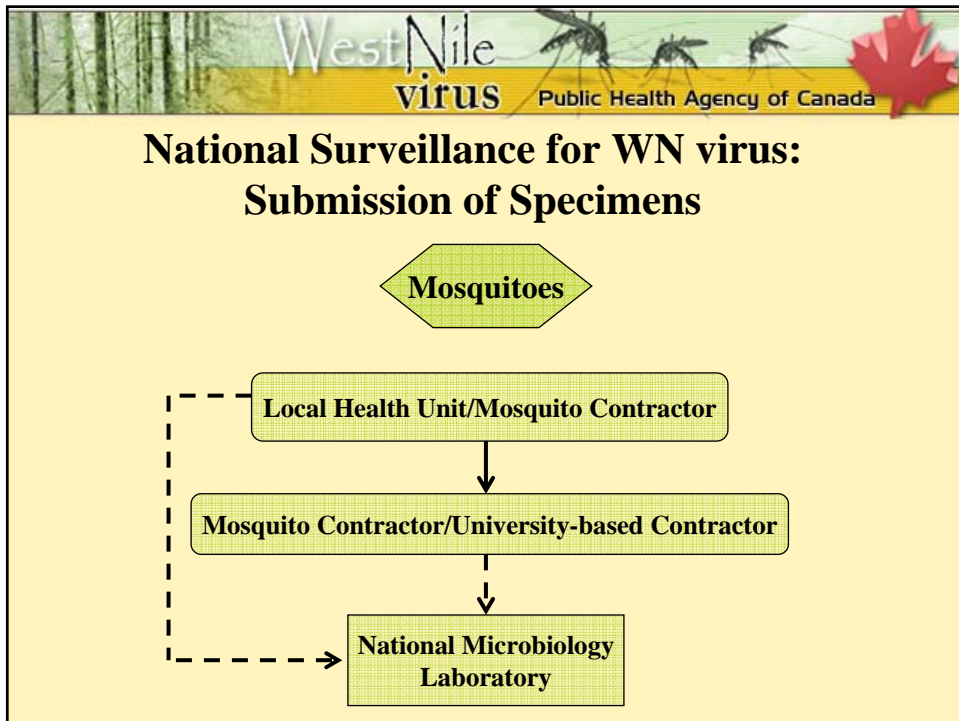 West Nile
virus Public Health Agency of Canada
National Surveillance for WN virus:
Submission of Specimens
Mosquitoes
Local Health Unit/Mosquito Contractor
Mosquito Contractor/University-based Contractor
National Microbiology
Laboratory